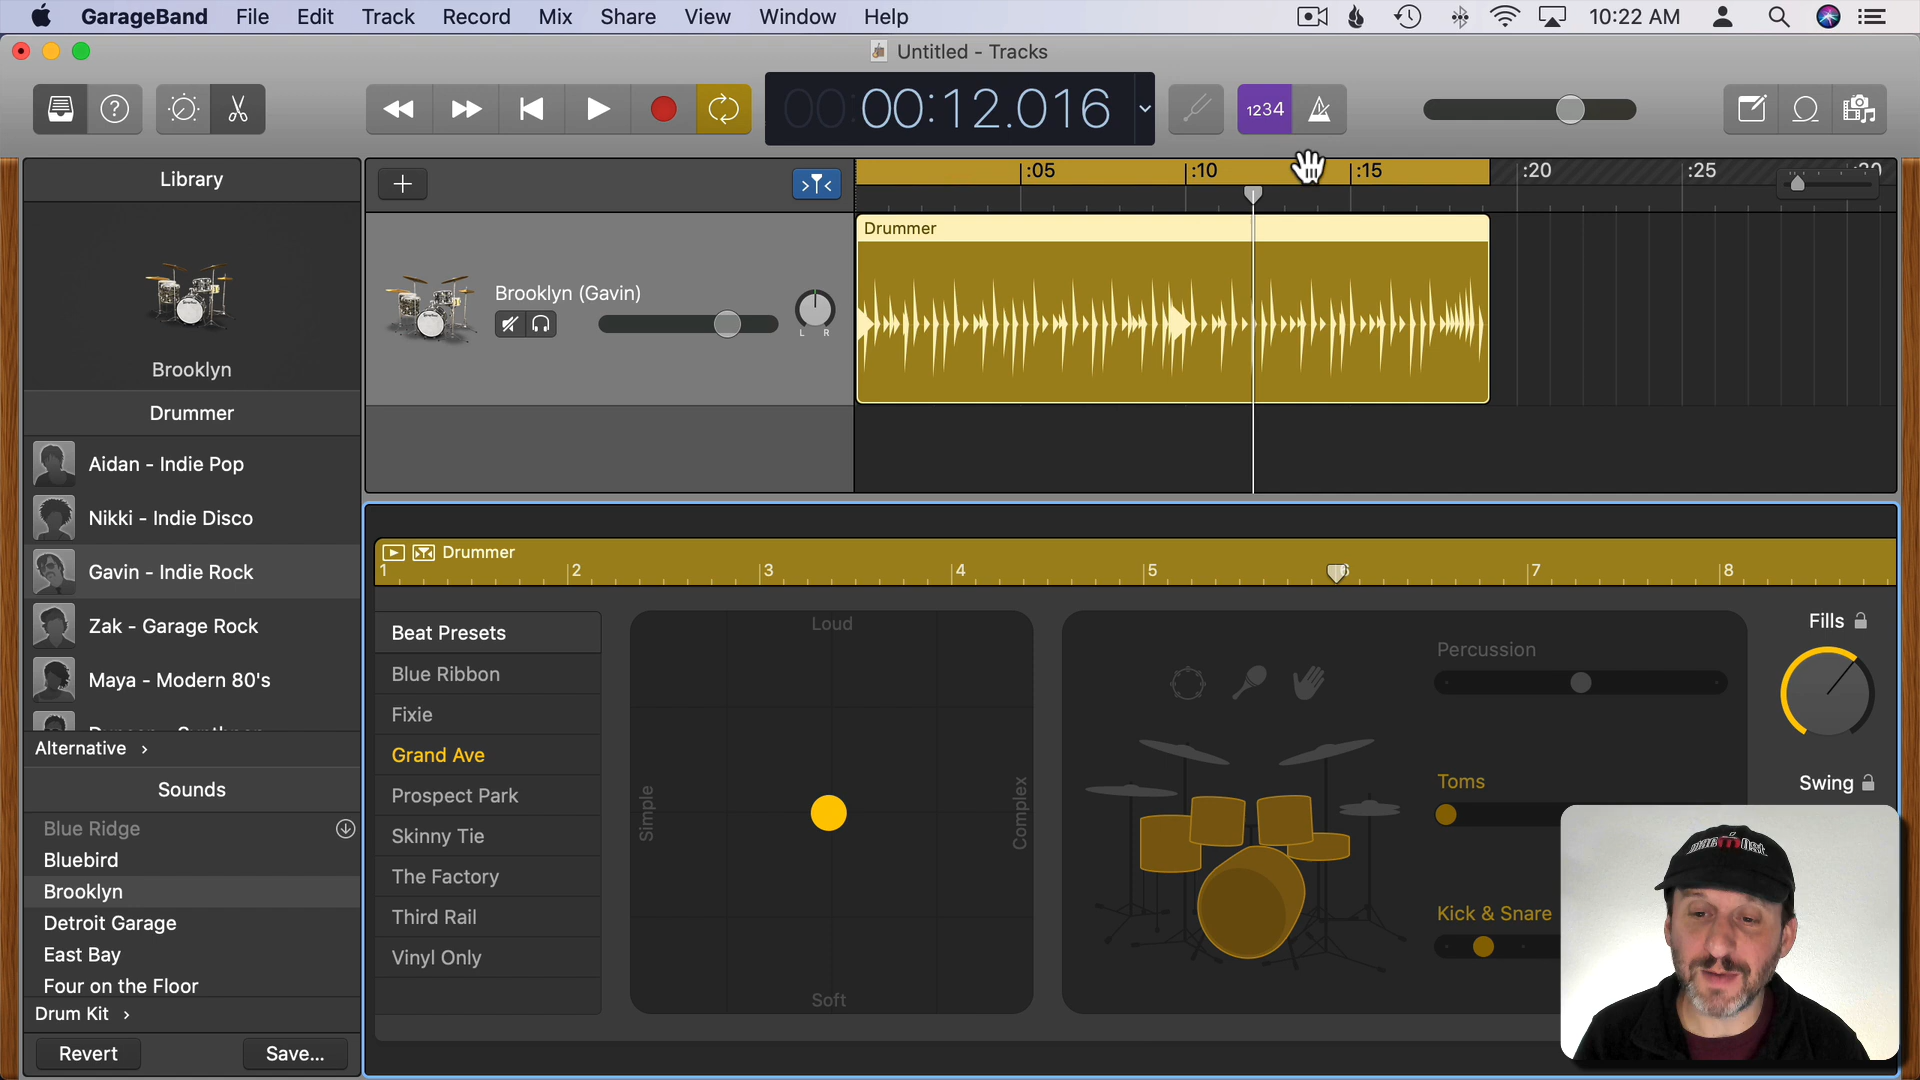 GarageBand File Edit Track Record Mix Share View Window Help 10:22 AM
Untitled - Tracks
00:00:12.016
1234
Library
:05 :10 :15 :20 :25
Drummer
Brooklyn (Gavin)
L R
Brooklyn
Drummer
Aidan - Indie Pop
Nikki - Indie Disco
Gavin - Indie Rock
Zak - Garage Rock
Maya - Modern 80's
Alternative >
Sounds
Blue Ridge
Bluebird
Brooklyn
Detroit Garage
East Bay
Four on the Floor
Drum Kit >
Revert Save...
Drummer
1 2 3 4 5 6 7 8
Beat Presets
Blue Ribbon
Fixie
Grand Ave
Prospect Park
Skinny Tie
The Factory
Third Rail
Vinyl Only
Loud
Simple
Complex
Soft
Percussion
Toms
Kick & Snare
Fills
Swing